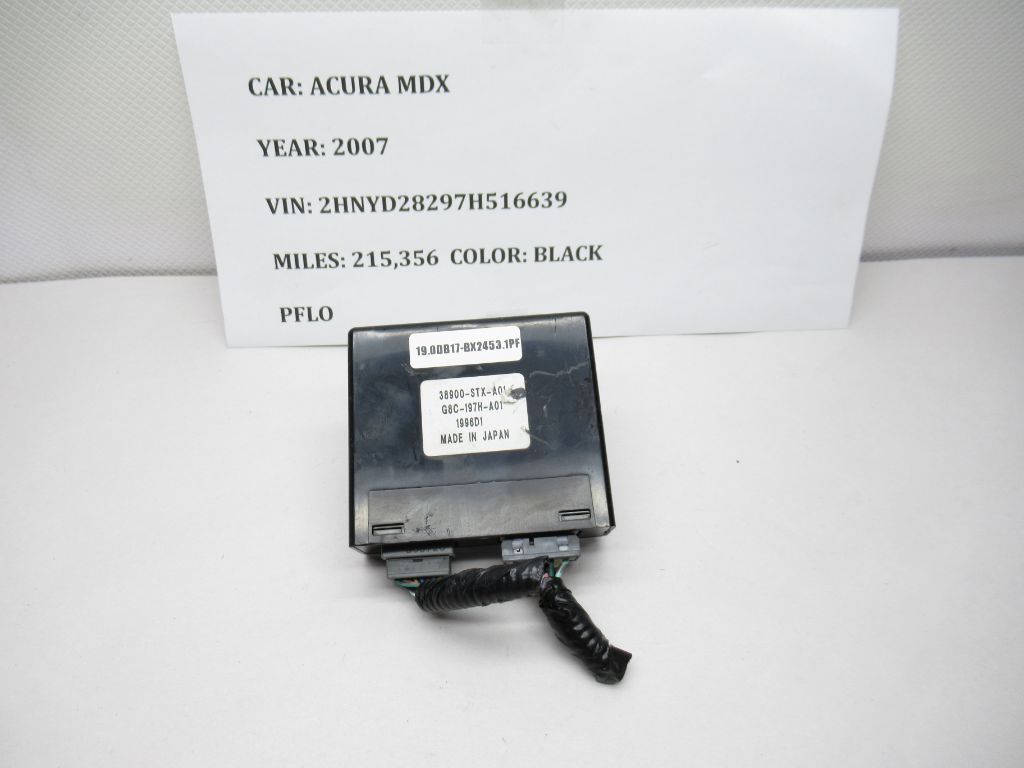 CAR: ACURA MDX
YEAR: 2007
VIN: 2HNYD28297H516639
MILES: 215,356 COLOR: BLACK
PFLO
19.0DB17-BX2453.1PF
38900-STX-A01
G8C-197H-A01
1996D1
MADE IN JAPAN